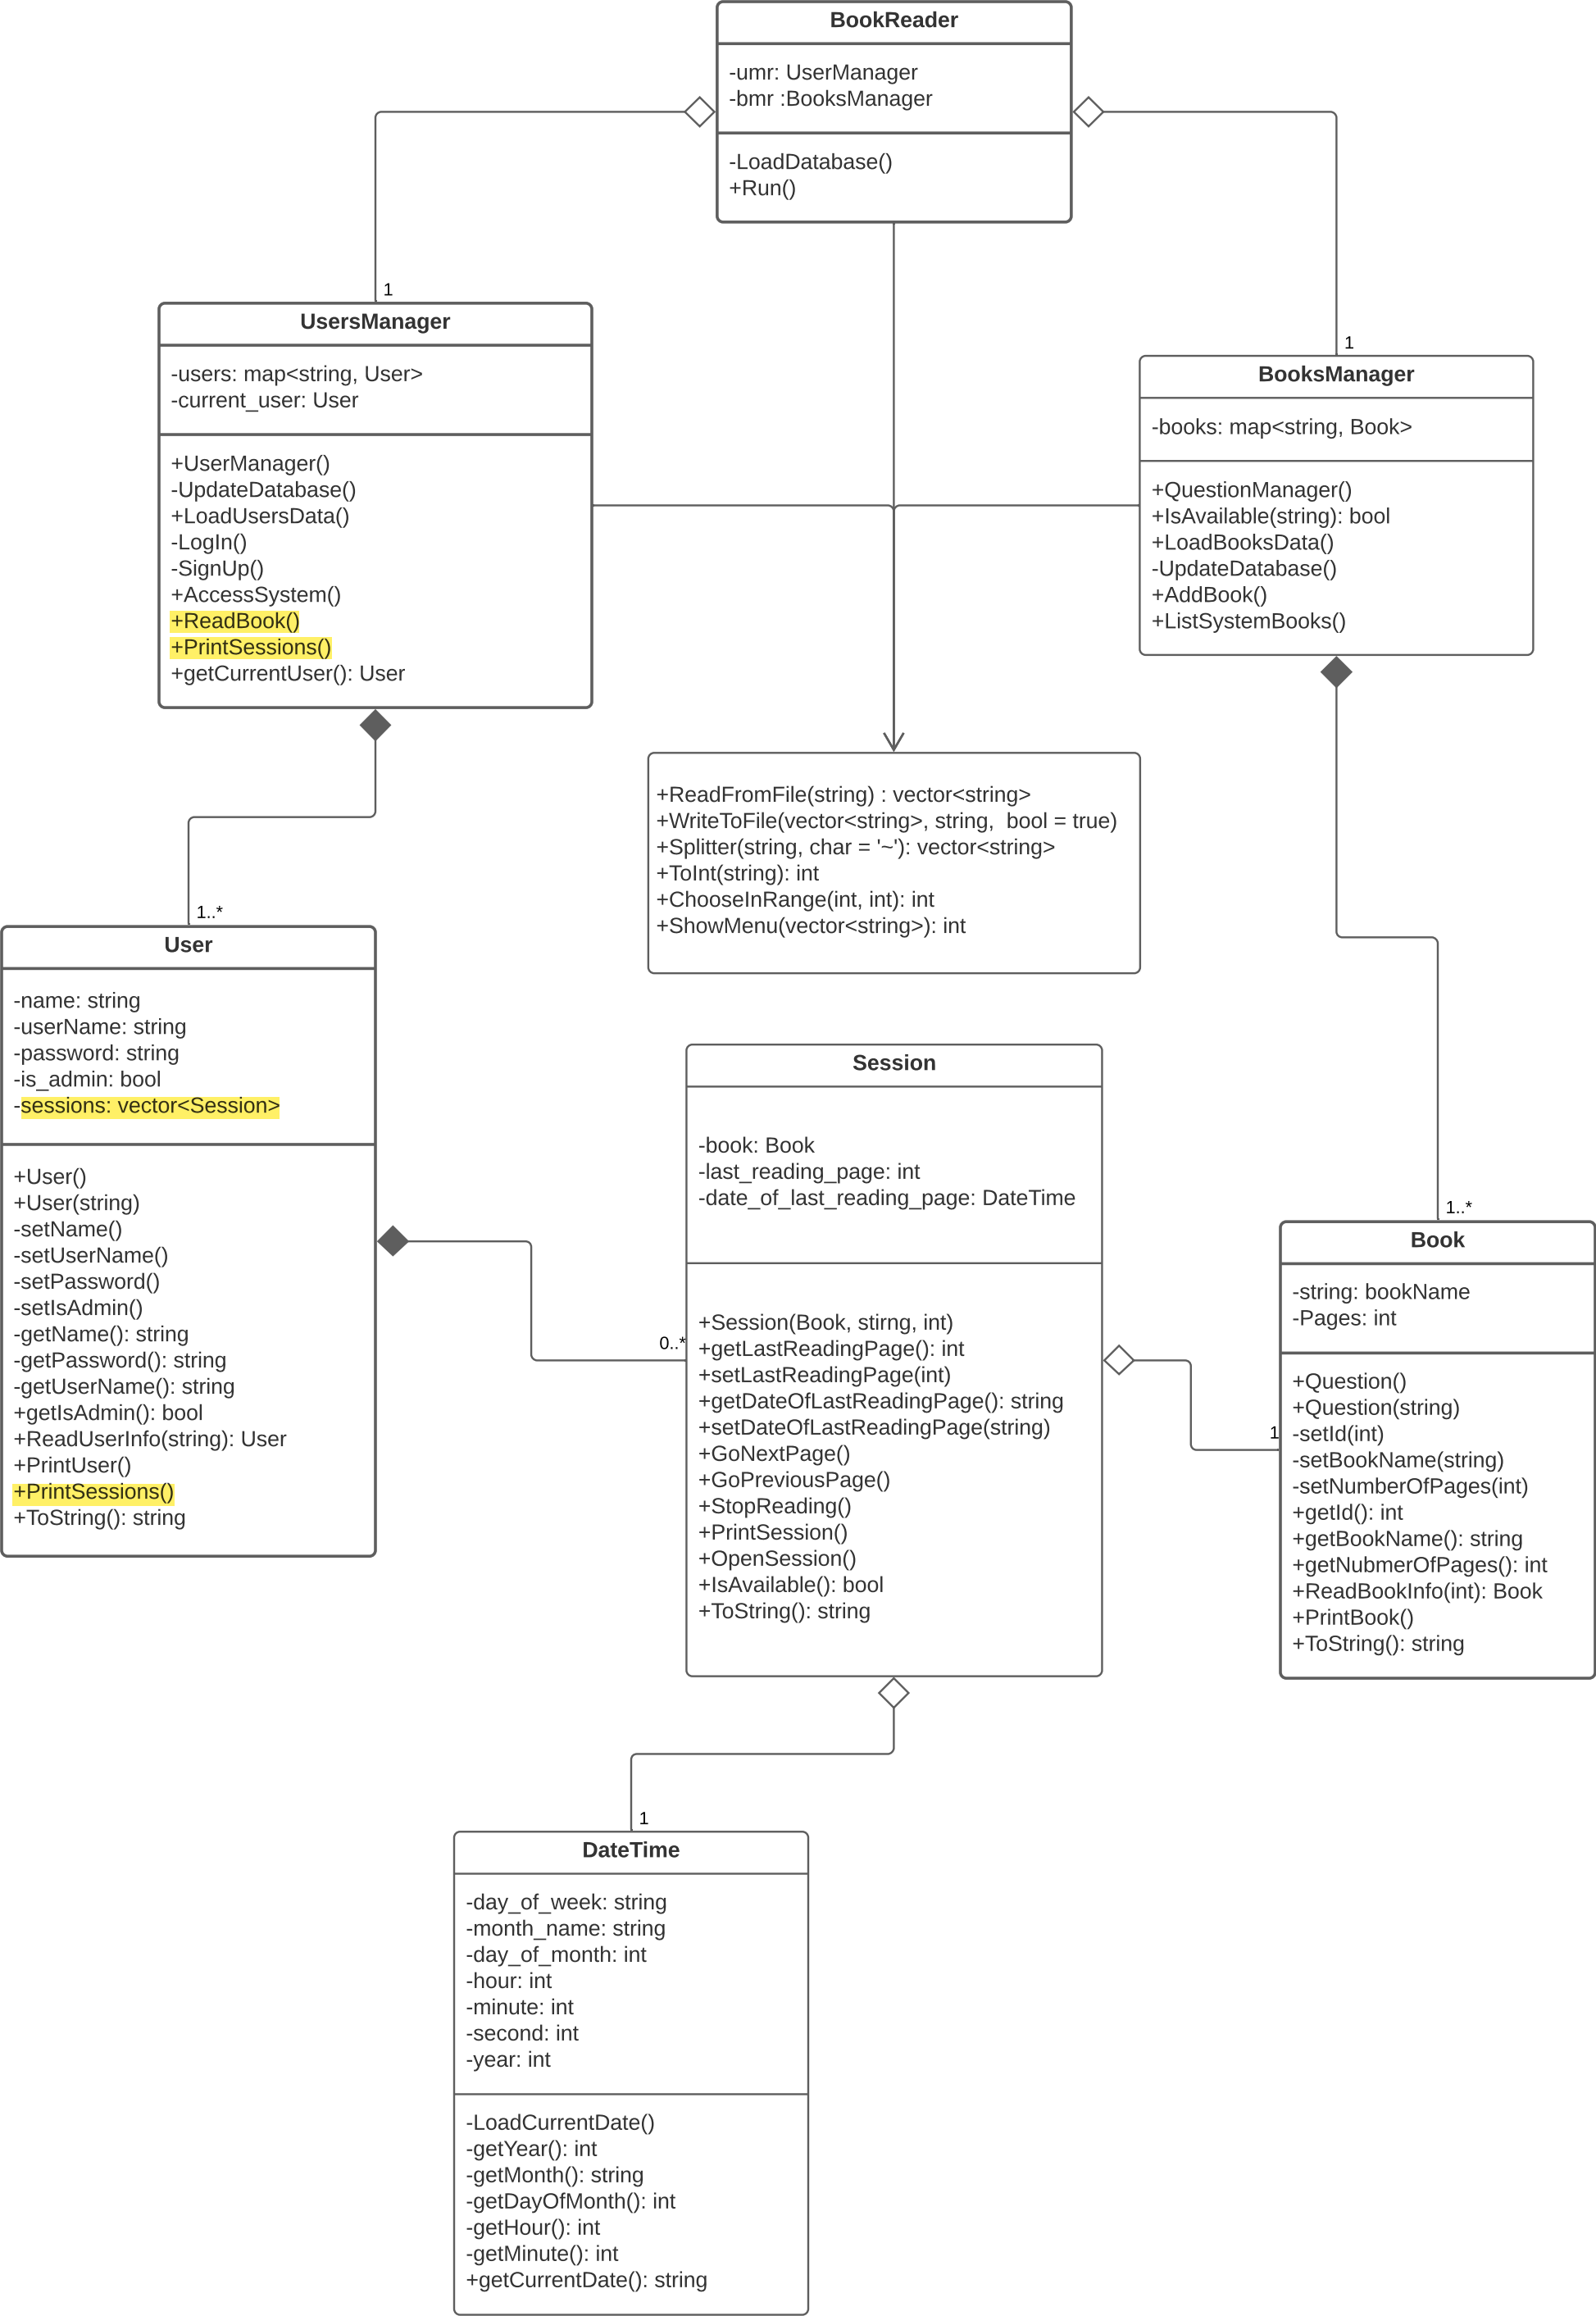 BookReader
-umr: UserManager
-bmr :BooksManager
-LoadDatabase()
+Run()
1
UsersManager
-users: map<string, User>
-current_user: User
+UserManager()
-UpdateDatabase()
+LoadUsersData()
-LogIn()
-SignUp()
+AccessSystem()
+ReadBook()
+PrintSessions()
+getCurrentUser(): User
1
BooksManager
-books: map<string, Book>
+QuestionManager()
+IsAvailable(string): bool
+LoadBooksData()
-UpdateDatabase()
+AddBook()
+ListSystemBooks()
+ReadFromFile(string) : vector<string>
+WriteToFile(vector<string>, string,  bool = true)
+Splitter(string, char = '~'): vector<string>
+ToInt(string): int
+ChooseInRange(int, int): int
+ShowMenu(vector<string>): int
1..*
User
-name: string
-userName: string
-password: string
-is_admin: bool
-sessions: vector<Session>
+User()
+User(string)
-setName()
-setUserName()
-setPassword()
-setIsAdmin()
-getName(): string
-getPassword(): string
-getUserName(): string
+getIsAdmin(): bool
+ReadUserInfo(string): User
+PrintUser()
+PrintSessions()
+ToString(): string
0..*
Session
-book: Book
-last_reading_page: int
-date_of_last_reading_page: DateTime
+Session(Book, stirng, int)
+getLastReadingPage(): int
+setLastReadingPage(int)
+getDateOfLastReadingPage(): string
+setDateOfLastReadingPage(string)
+GoNextPage()
+GoPreviousPage()
+StopReading()
+PrintSession()
+OpenSession()
+IsAvailable(): bool
+ToString(): string
1..*
1
Book
-string: bookName
-Pages: int
+Question()
+Question(string)
-setId(int)
-setBookName(string)
-setNumberOfPages(int)
+getId(): int
+getBookName(): string
+getNubmerOfPages(): int
+ReadBookInfo(int): Book
+PrintBook()
+ToString(): string
1
DateTime
-day_of_week: string
-month_name: string
-day_of_month: int
-hour: int
-minute: int
-second: int
-year: int
-LoadCurrentDate()
-getYear(): int
-getMonth(): string
-getDayOfMonth(): int
-getHour(): int
-getMinute(): int
+getCurrentDate(): string